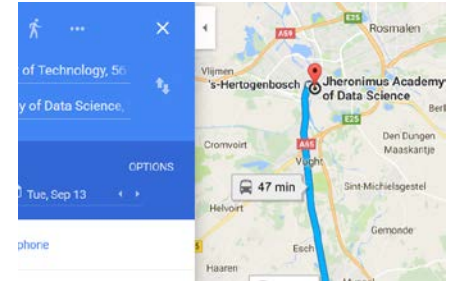 of Technology, 56
y of Data Science,
OPTIONS
Tue, Sep 13
phone
E25
A59
Rosmalen
Vlijmen
's-Hertogenbosch
Jheronimus Academy
of Data Science
Berl
E25
Den Dungen
Maaskantje
Cromvoirt
A65
Vught
47 min
Sint-Michielsgestel
Helvoirt
Gemonde
Esch
Haaren